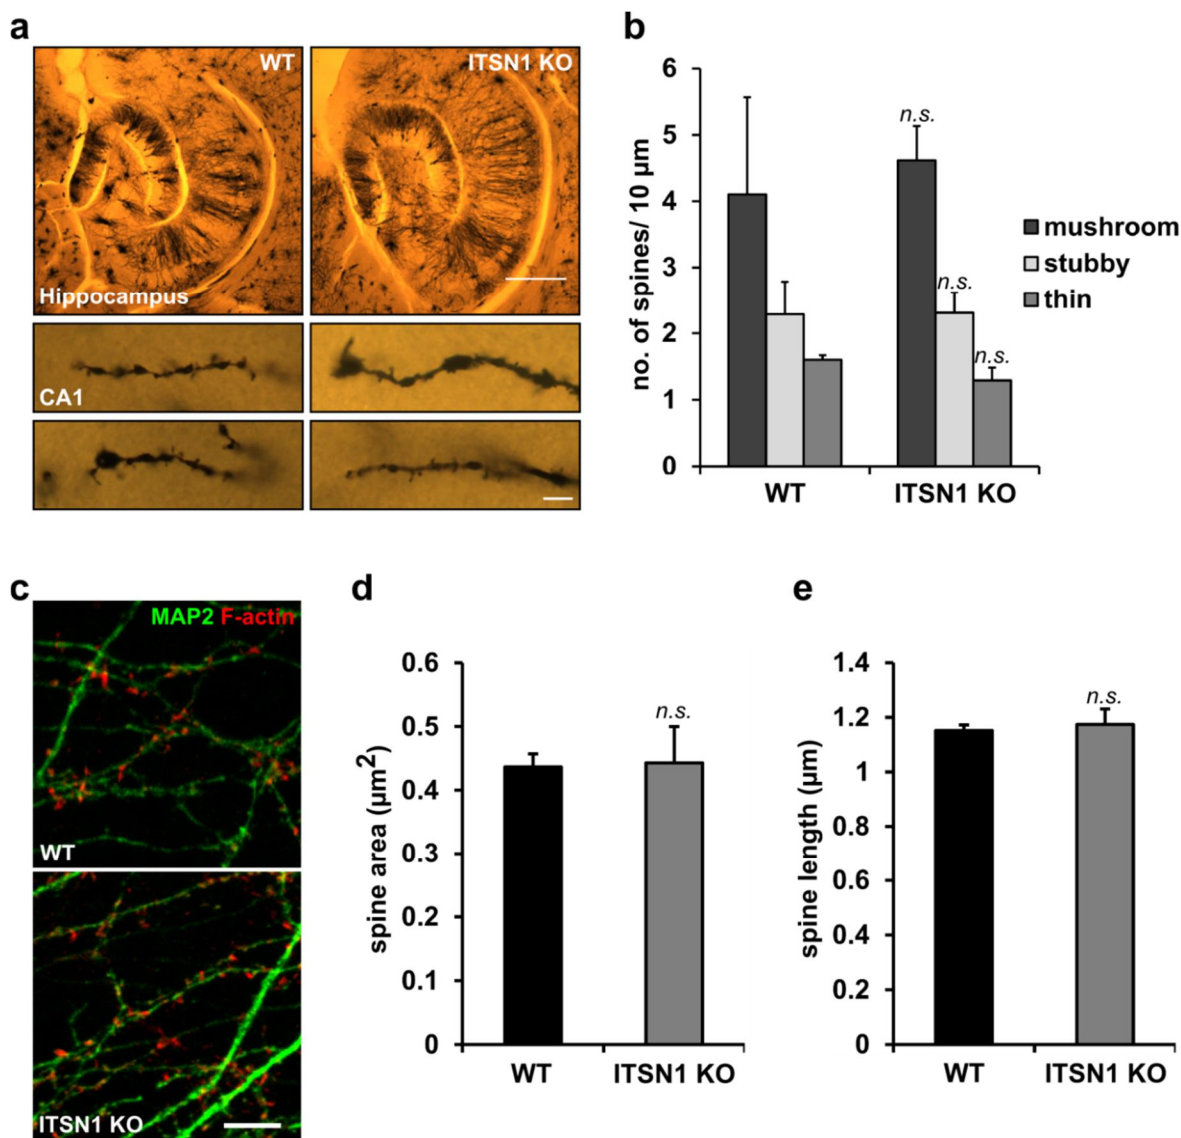 a
WT
ITSN1 KO
Hippocampus
CA1
b
no. of spines/ 10 µm
6
5
4
3
2
1
0
n.s.
n.s.
n.s.
WT
ITSN1 KO
mushroom
stubby
thin
c
MAP2 F-actin
WT
ITSN1 KO
d
spine area (µm²)
0.6
0.5
0.4
0.3
0.2
0.1
0
n.s.
WT
ITSN1 KO
e
spine length (µm)
1.4
1.2
1
0.8
0.6
0.4
0.2
0
n.s.
WT
ITSN1 KO